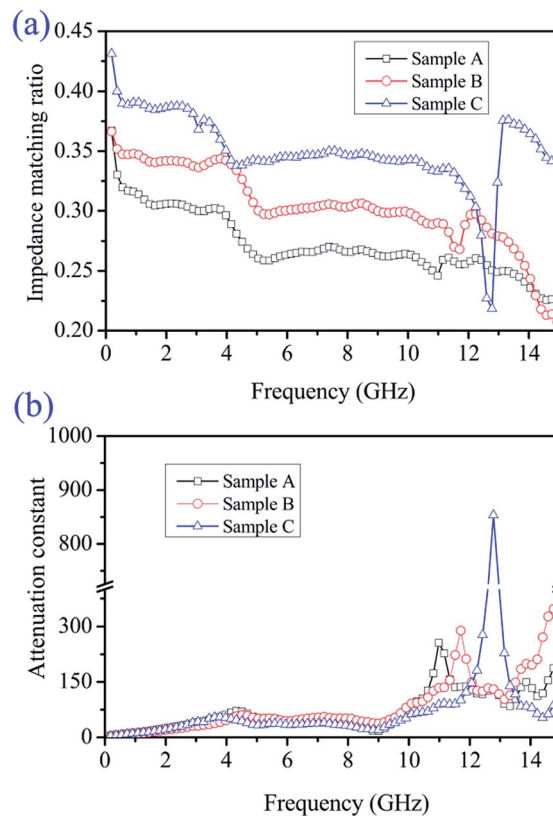 (a)
0.45
0.40
0.35
0.30
0.25
0.20
Impedance matching ratio
Sample A
Sample B
Sample C
0 2 4 6 8 10 12 14
Frequency (GHz)
(b)
1000
900
800
300
150
0
Attenuation constant
Sample A
Sample B
Sample C
0 2 4 6 8 10 12 14
Frequency (GHz)